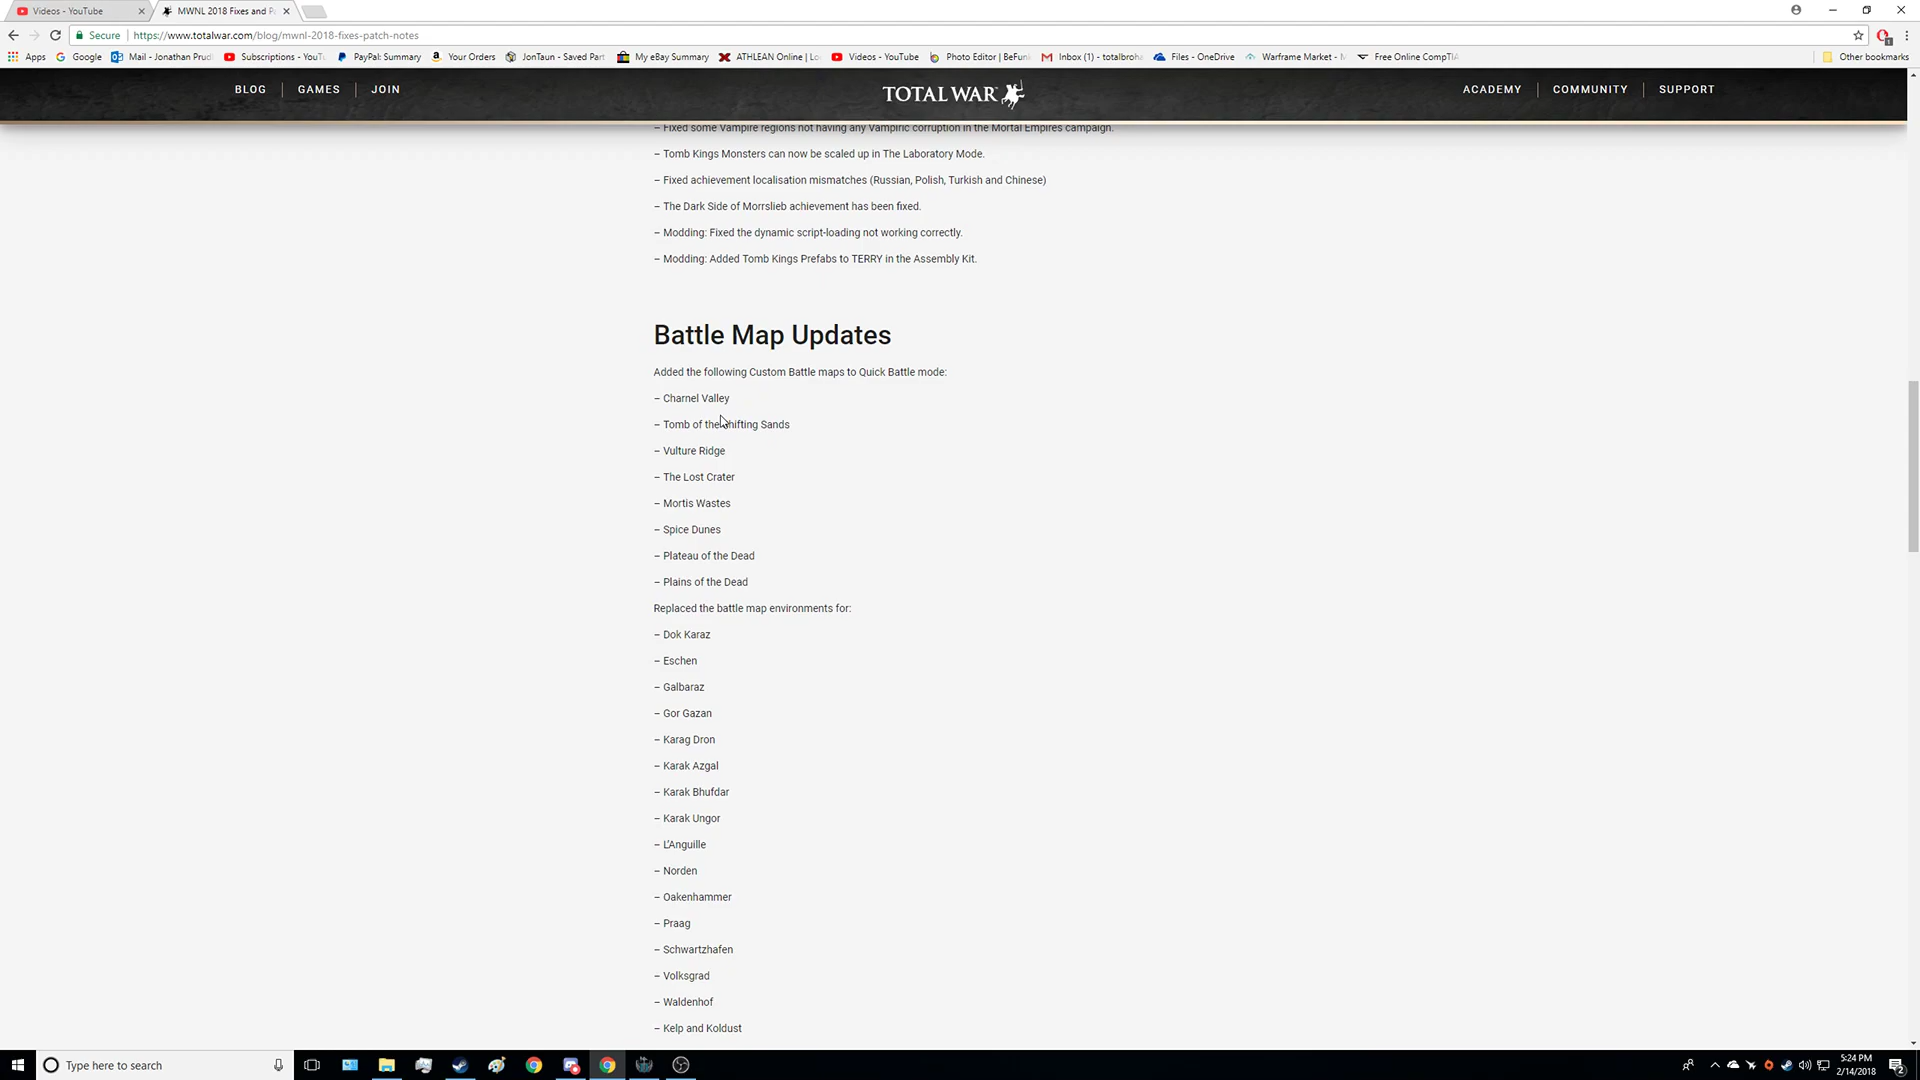 Videos - YouTube
MWNL 2018 Fixes and P
Secure
https://www.totalwar.com/blog/mwnl-2018-fixes-patch-notes
Apps
Google
Mail - Jonathan Prud
Subscriptions - YouT
PayPal: Summary
Your Orders
JonTaun - Saved Part
My eBay Summary
ATHLEAN Online | Lo
Videos - YouTube
Photo Editor | BeFun
Inbox (1) - totalbroha
Files - OneDrive
Warframe Market - M
Free Online CompTIA
Other bookmarks
BLOG
GAMES
JOIN
TOTAL WAR
ACADEMY
COMMUNITY
SUPPORT
– Fixed some Vampire regions not having any Vampiric corruption in the Mortal Empires campaign.
– Tomb Kings Monsters can now be scaled up in The Laboratory Mode.
– Fixed achievement localisation mismatches (Russian, Polish, Turkish and Chinese)
– The Dark Side of Morrslieb achievement has been fixed.
– Modding: Fixed the dynamic script-loading not working correctly.
– Modding: Added Tomb Kings Prefabs to TERRY in the Assembly Kit.
Battle Map Updates
Added the following Custom Battle maps to Quick Battle mode:
– Charnel Valley
– Tomb of the Shifting Sands
– Vulture Ridge
– The Lost Crater
– Mortis Wastes
– Spice Dunes
– Plateau of the Dead
– Plains of the Dead
Replaced the battle map environments for:
– Dok Karaz
– Eschen
– Galbaraz
– Gor Gazan
– Karag Dron
– Karak Azgal
– Karak Bhufdar
– Karak Ungor
– L’Anguille
– Norden
– Oakenhammer
– Praag
– Schwartzhafen
– Volksgrad
– Waldenhof
– Kelp and Koldust
Type here to search
5:24 PM
2/14/2018
2